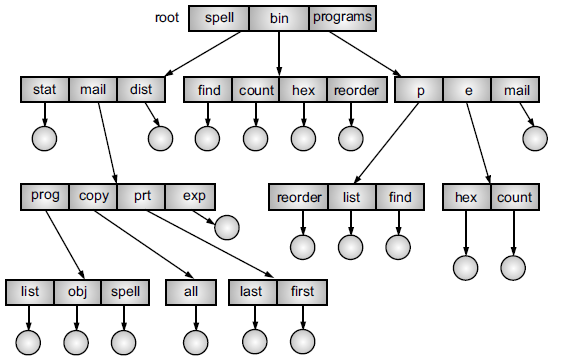 root spell bin programs
stat mail dist find count hex reorder p e mail
prog copy prt exp reorder list find hex count
list obj spell all last first